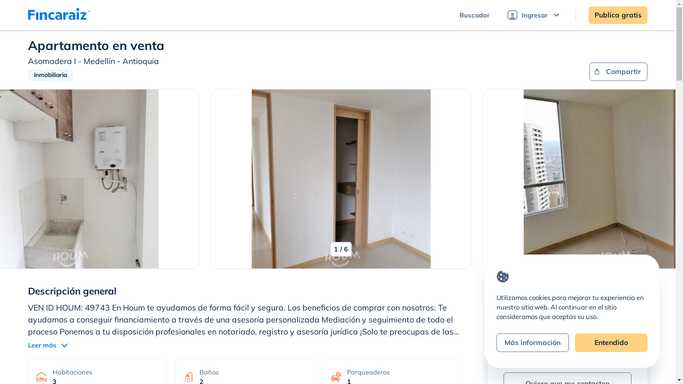 Fincaraiz
Buscador
Ingresar
Publica gratis
Apartamento en venta
Asomadera I - Medellín - Antioquia
Inmobiliaria
Compartir
HOUM
HOUM
HOUM
1 / 6
Descripción general
VEN ID HOUM: 49743 En Houm te ayudamos de forma fácil y segura. Los beneficios de comprar con nosotros: Te
ayudamos a conseguir financiamiento a través de una asesoría personalizada Mediación y seguimiento de todo el
proceso Ponemos a tu disposición profesionales en notariado, registro y asesoría jurídica ¡Solo te preocupas de las...
Leer más
Habitaciones
3
Baños
2
Parqueaderos
1
Utilizamos cookies para mejorar tu experiencia en
nuestro sitio web. Al continuar en el sitio
consideramos que aceptas su uso.
Más información
Entendido
Quiero que me contacten